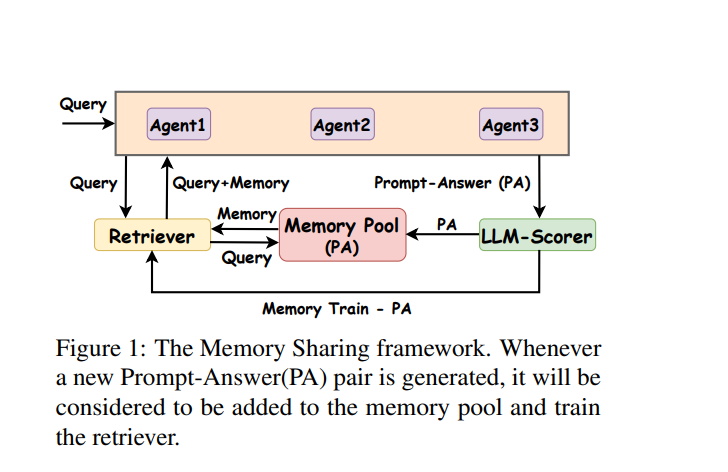 Query
Agent1
Agent2
Agent3
Query
Query+Memory
Prompt-Answer (PA)
Memory
Retriever
Query
Memory Pool
(PA)
PA
LLM-Scorer
Memory Train - PA
Figure 1: The Memory Sharing framework. Whenever
a new Prompt-Answer(PA) pair is generated, it will be
considered to be added to the memory pool and train
the retriever.